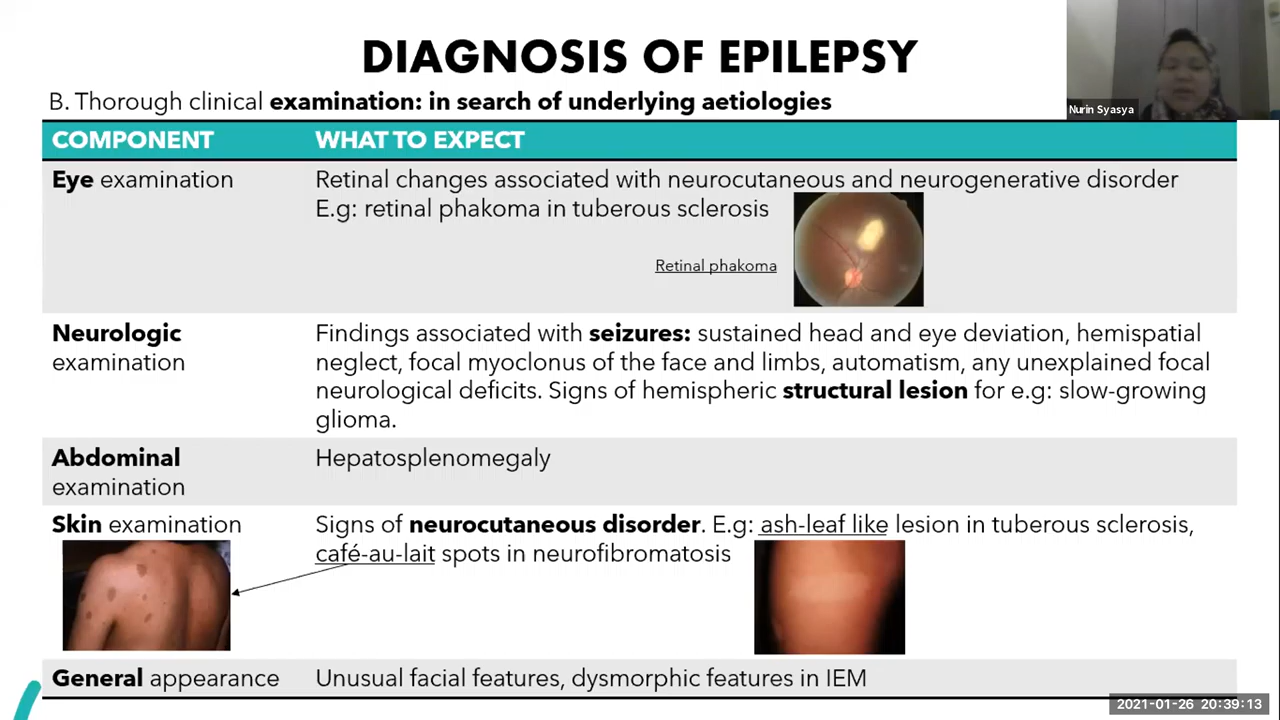 DIAGNOSIS OF EPILEPSY
B. Thorough clinical examination: in search of underlying aetiologies
Nurin Syasya
COMPONENT WHAT TO EXPECT
Eye examination
Retinal changes associated with neurocutaneous and neurogenerative disorder
E.g: retinal phakoma in tuberous sclerosis
Retinal phakoma
Neurologic
examination
Findings associated with seizures: sustained head and eye deviation, hemispatial
neglect, focal myoclonus of the face and limbs, automatism, any unexplained focal
neurological deficits. Signs of hemispheric structural lesion for e.g: slow-growing
glioma.
Abdominal
examination
Hepatosplenomegaly
Skin examination
Signs of neurocutaneous disorder. E.g: ash-leaf like lesion in tuberous sclerosis,
café-au-lait spots in neurofibromatosis
General appearance
Unusual facial features, dysmorphic features in IEM
2021-01-26 20:39:13